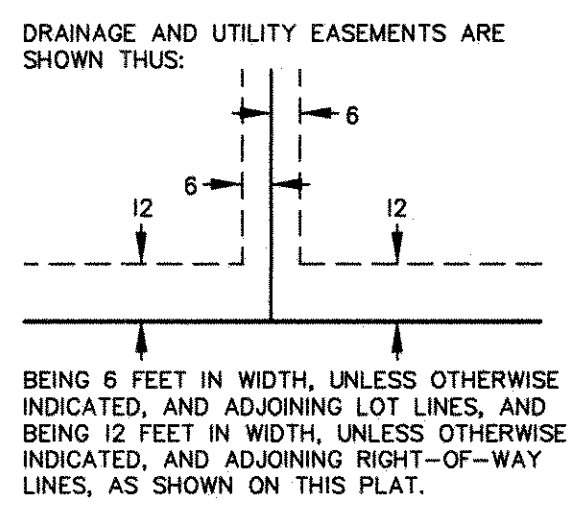 DRAINAGE AND UTILITY EASEMENTS ARE
SHOWN THUS:
6
6
12 12
BEING 6 FEET IN WIDTH, UNLESS OTHERWISE
INDICATED, AND ADJOINING LOT LINES, AND
BEING 12 FEET IN WIDTH, UNLESS OTHERWISE
INDICATED, AND ADJOINING RIGHT-OF-WAY
LINES, AS SHOWN ON THIS PLAT.